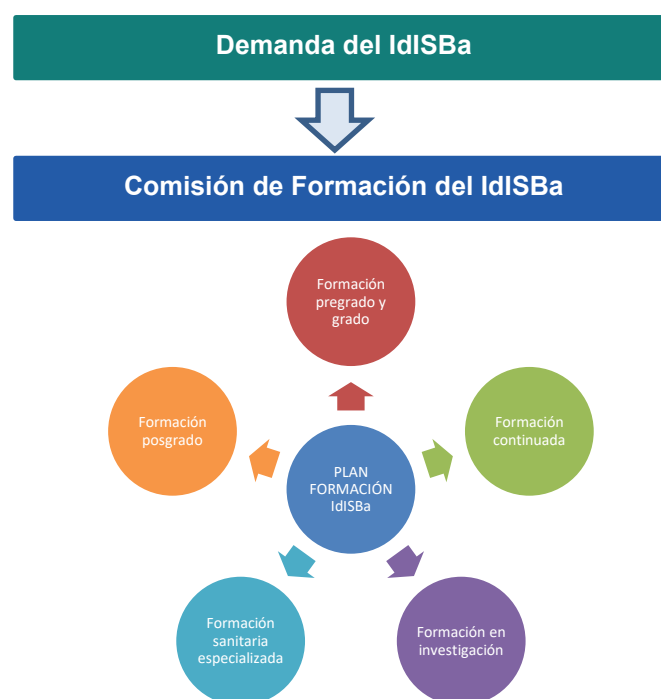 Demanda del IdISBa
Comisión de Formación del IdISBa
Formación
pregrado y
grado
Formación
posgrado
Formación
continuada
PLAN
FORMACIÓN
IdISBa
Formación
sanitaria
especializada
Formación en
investigación